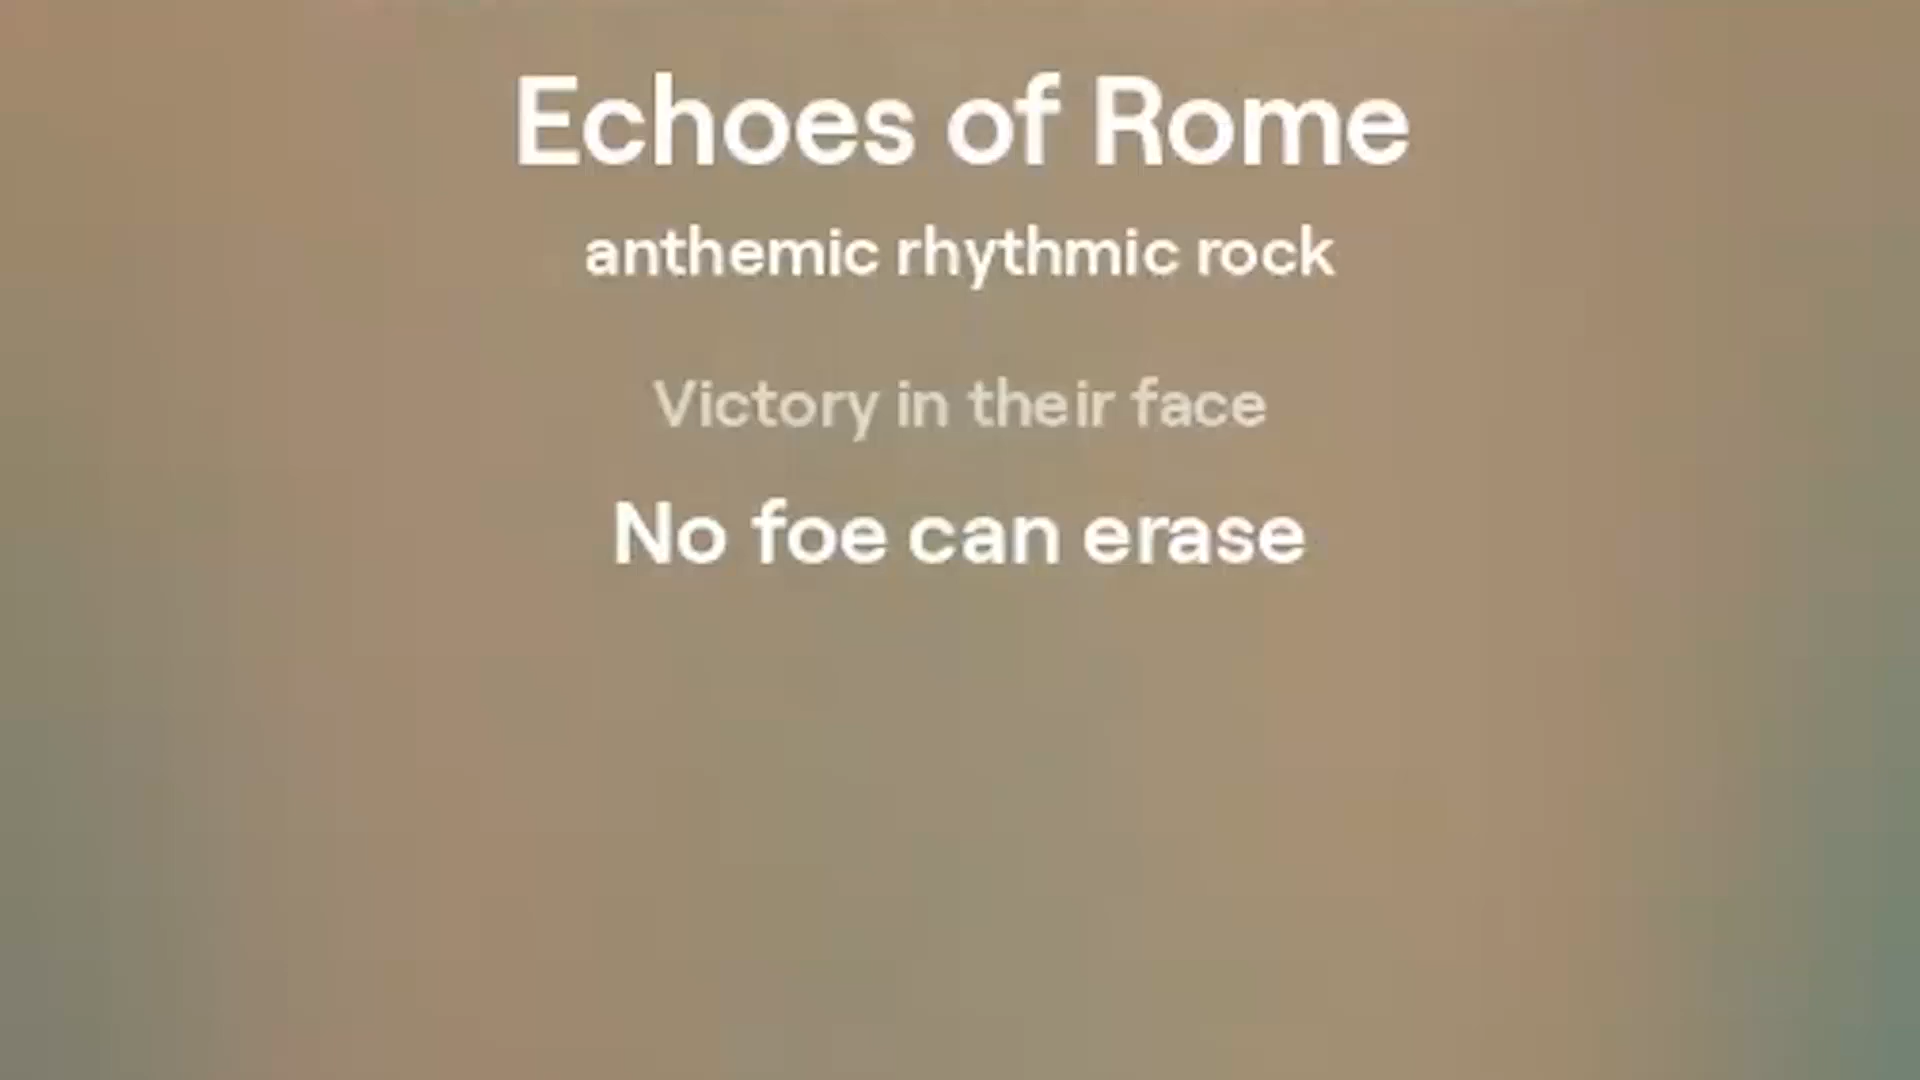 Echoes of Rome
anthemic rhythmic rock
Victory in their face
No foe can erase